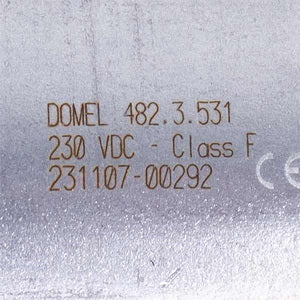 DOMEL 482.3.531
230 VDC - Class F
231107-00292
CE